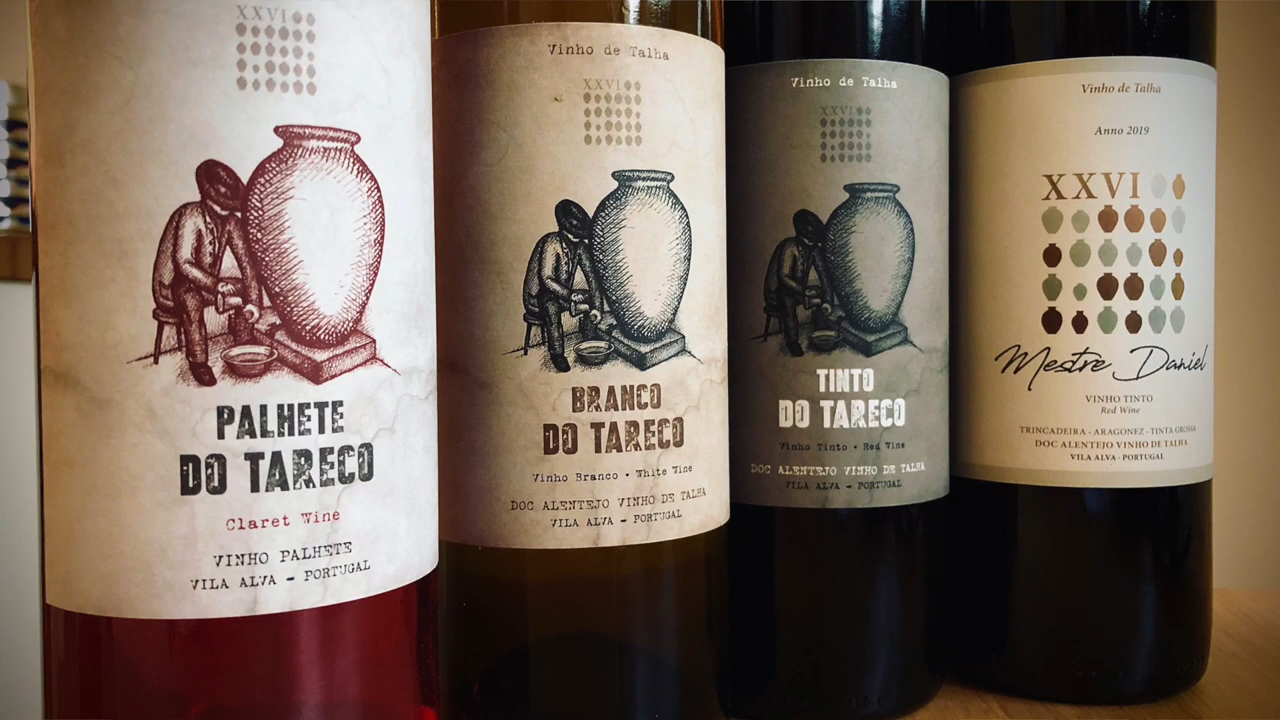 XXVI
PALHETE
DO TARECO
Claret Wine
VINHO PALHETE
VILA ALVA - PORTUGAL
Vinho de Talha
XXVI
BRANCO
DO TARECO
Vinho Branco • White Wine
DOC ALENTEJO VINHO DE TALHA
VILA ALVA - PORTUGAL
Vinho de Talha
XXVI
TINTO
DO TARECO
Vinho Tinto • Red Wine
DOC ALENTEJO VINHO DE TALHA
VILA ALVA - PORTUGAL
Vinho de Talha
Anno 2019
XXVI
Mestre Daniel
VINHO TINTO
Red Wine
TRINCADEIRA - ARAGONEZ - TINTA GROSSA
DOC ALENTEJO VINHO DE TALHA
VILA ALVA - PORTUGAL